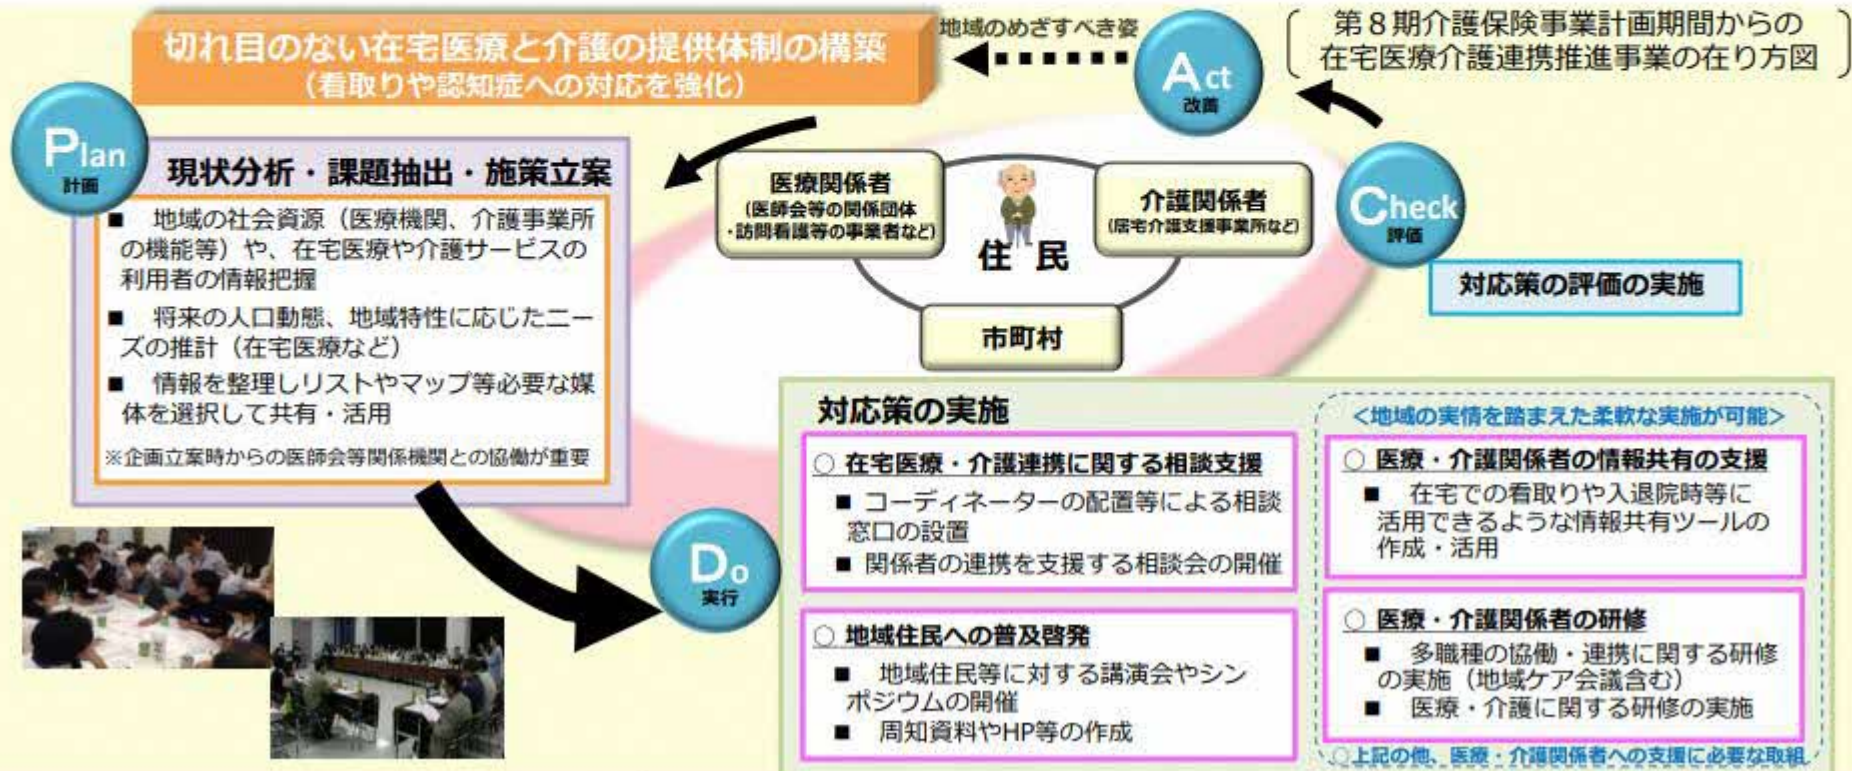 切れ目のない在宅医療と介護の提供体制の構築
（看取りや認知症への対応を強化）
地域のめざすべき姿
Act
改善
第８期介護保険事業計画期間からの
在宅医療介護連携推進事業の在り方図
Plan
計画
現状分析・課題抽出・施策立案
■ 地域の社会資源（医療機関、介護事業所
の機能等）や、在宅医療や介護サービスの
利用者の情報把握
■ 将来の人口動態、地域特性に応じたニー
ズの推計（在宅医療など）
■ 情報を整理しリストやマップ等必要な媒
体を選択して共有・活用
※企画立案時からの医師会等関係機関との協働が重要
医療関係者
（医師会等の関係団体
・訪問看護等の事業者など）
住 民
介護関係者
（居宅介護支援事業所など）
市町村
Check
評価
対応策の評価の実施
Do
実行
対応策の実施
○ 在宅医療・介護連携に関する相談支援
■ コーディネーターの配置等による相談
窓口の設置
■ 関係者の連携を支援する相談会の開催
○ 地域住民への普及啓発
■ 地域住民等に対する講演会やシン
ポジウムの開催
■ 周知資料やHP等の作成
＜地域の実情を踏まえた柔軟な実施が可能＞
○ 医療・介護関係者の情報共有の支援
■ 在宅での看取りや入退院時等に
活用できるような情報共有ツールの
作成・活用
○ 医療・介護関係者の研修
■ 多職種の協働・連携に関する研修
の実施（地域ケア会議含む）
■ 医療・介護に関する研修の実施
○上記の他、医療・介護関係者への支援に必要な取組